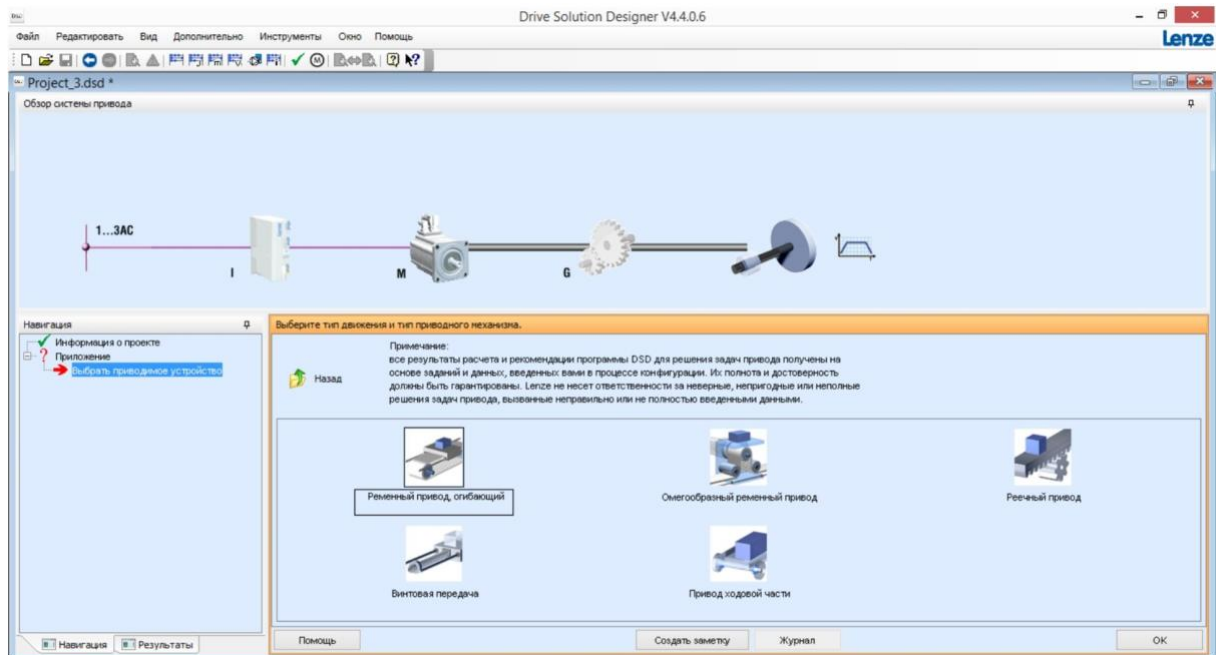 DSD
Drive Solution Designer V4.4.0.6
Файл Редактировать Вид Дополнительно Инструменты Окно Помощь
Lenze
Project_3.dsd *
Обзор системы привода
1...3AC
I
M
G
Навигация
Информация о проекте
Приложение
Выбрать приводимое устройство
Выберите тип движения и тип приводного механизма.
Назад
Примечание:
все результаты расчета и рекомендации программы DSD для решения задач привода получены на
основе заданий и данных, введенных вами в процессе конфигурации. Их полнота и достоверность
должны быть гарантированы. Lenze не несет ответственности за неверные, непригодные или неполные
решения задач привода, вызванные неправильно или не полностью введенными данными.
Ременный привод, огибающий
Омегообразный ременный привод
Реечный привод
Винтовая передача
Привод ходовой части
Навигация Результаты
Помощь Создать заметку Журнал OK